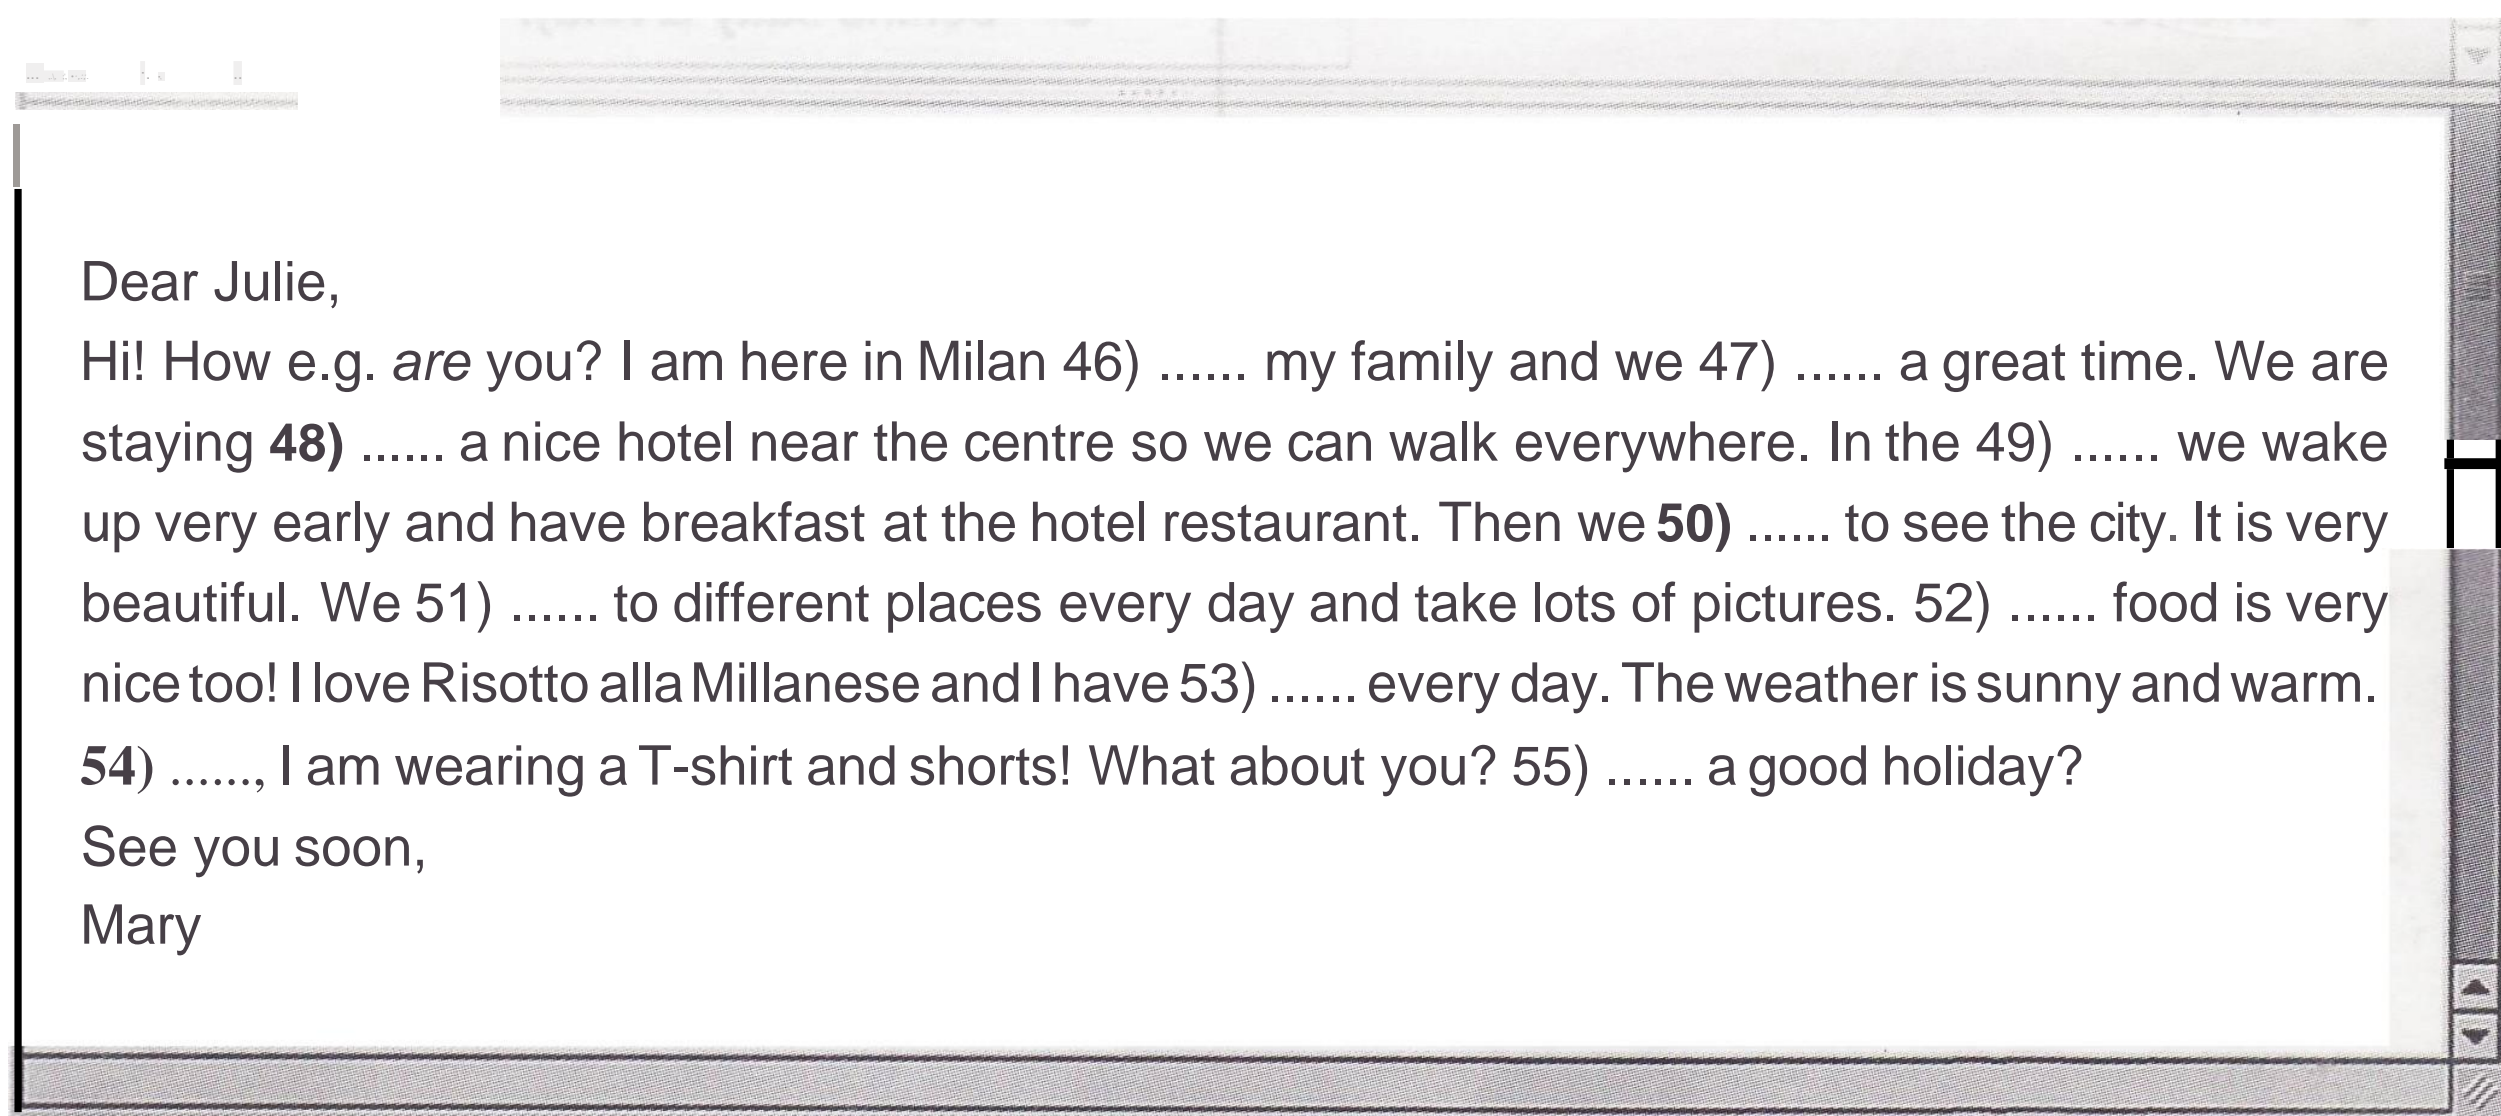 Dear Julie,
Hi! How e.g. are you? I am here in Milan 46) ...... my family and we 47) ...... a great time. We are
staying 48) ...... a nice hotel near the centre so we can walk everywhere. In the 49) ...... we wake
up very early and have breakfast at the hotel restaurant. Then we 50) ...... to see the city. It is very
beautiful. We 51) ...... to different places every day and take lots of pictures. 52) ...... food is very
nice too! I love Risotto alla Millanese and I have 53) ...... every day. The weather is sunny and warm.
54) ......, I am wearing a T-shirt and shorts! What about you? 55) ...... a good holiday?
See you soon,
Mary